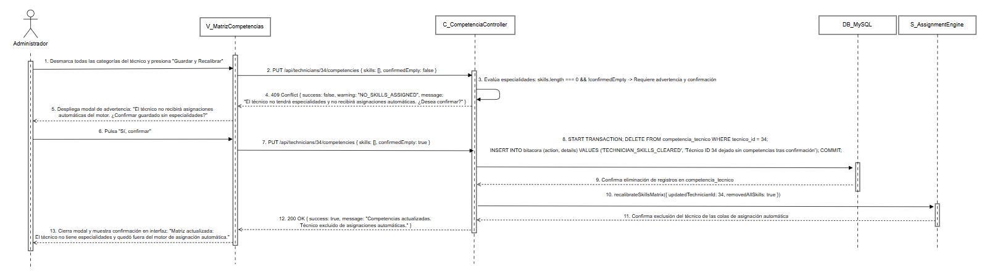 Administrador
V_MatrizCompetencias
C_CompetenciaController
DB_MySQL
S_AssignmentEngine
1. Desmarca todas las categorías del técnico y presiona "Guardar y Recalibrar"
2. PUT /api/technicians/34/competencies { skills: [], confirmedEmpty: false }
3. Evalúa especialidades: skills.length === 0 && !confirmedEmpty -> Requiere advertencia y confirmación
4. 409 Conflict { success: false, warning: "NO_SKILLS_ASSIGNED", message:
"El técnico no tendrá especialidades y no recibirá asignaciones automáticas. ¿Desea confirmar?" }
5. Despliega modal de advertencia: "El técnico no recibirá asignaciones
automáticas del motor. ¿Confirmar guardado sin especialidades?"
6. Pulsa "Sí, confirmar"
7. PUT /api/technicians/34/competencies { skills: [], confirmedEmpty: true }
8. START TRANSACTION; DELETE FROM competencia_tecnico WHERE tecnico_id = 34;
INSERT INTO bitacora (action, details) VALUES ('TECHNICIAN_SKILLS_CLEARED', 'Técnico ID 34 dejado sin competencias tras confirmación'); COMMIT;
9. Confirma eliminación de registros en competencia_tecnico
10. recalibrateSkillsMatrix({ updatedTechnicianId: 34, removedAllSkills: true })
11. Confirma exclusión del técnico de las colas de asignación automática
12. 200 OK { success: true, message: "Competencias actualizadas.
Técnico excluido de asignaciones automáticas." }
13. Cierra modal y muestra confirmación en interfaz: "Matriz actualizada:
El técnico no tiene especialidades y quedó fuera del motor de asignación automática."